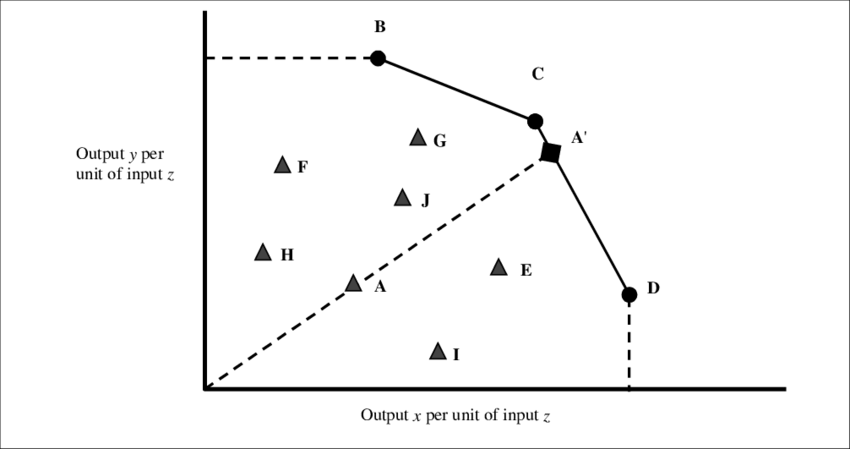 B
C
A'
G
Output y per
unit of input z
F
J
H
E
A
D
I
Output x per unit of input z